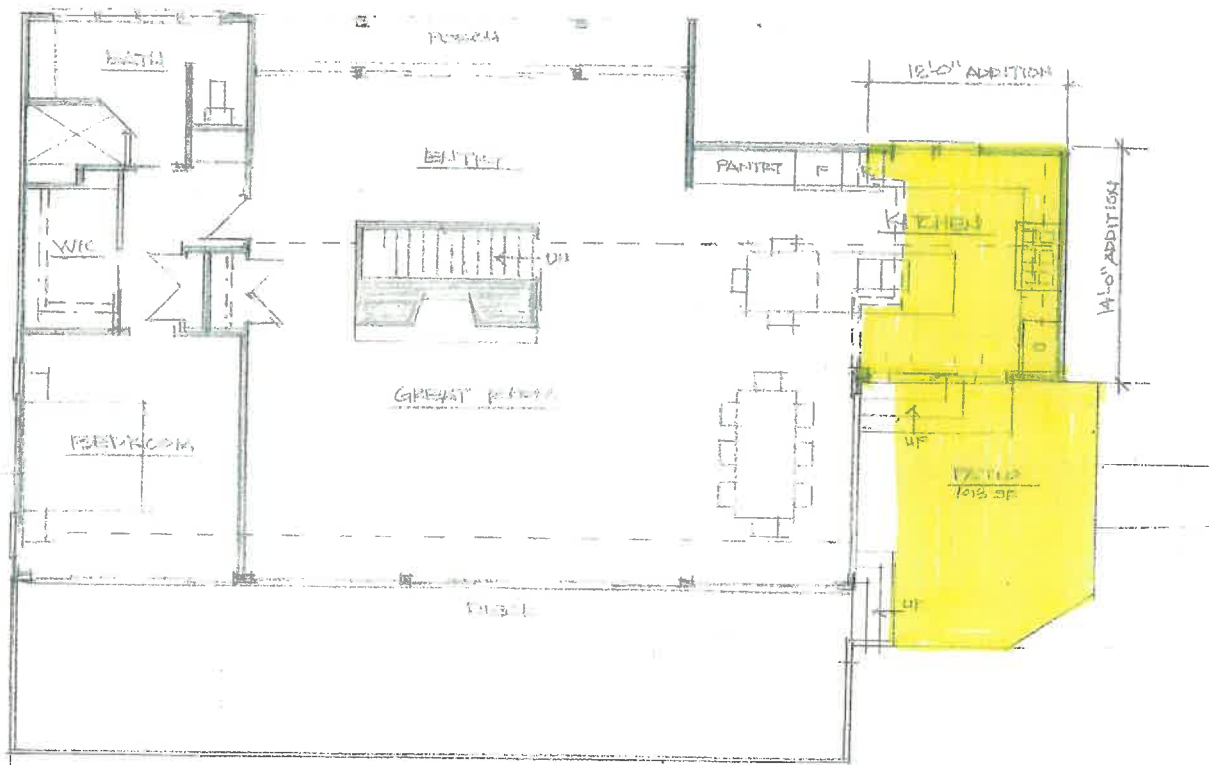 PORCH
BATH
12'-0" ADDITION
ENTRY
PANTRY
F
KITCHEN
14'-0" ADDITION
WIC
UP
GREAT ROOM
BEDROOM
UP
PATIO
UP